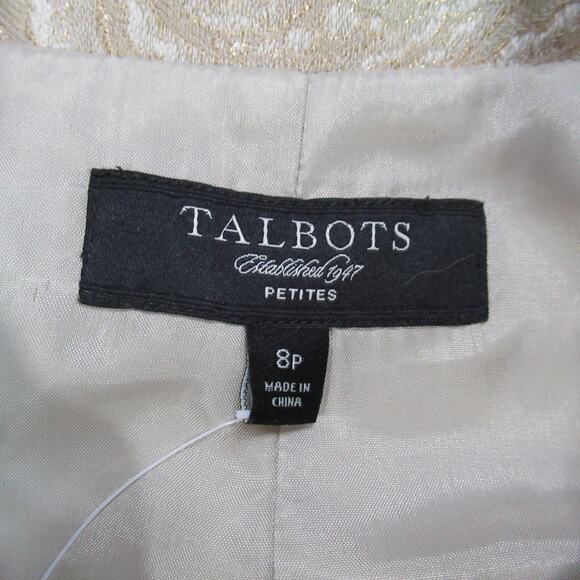 TALBOTS
Established 1947
PETITES
8P
MADE IN
CHINA